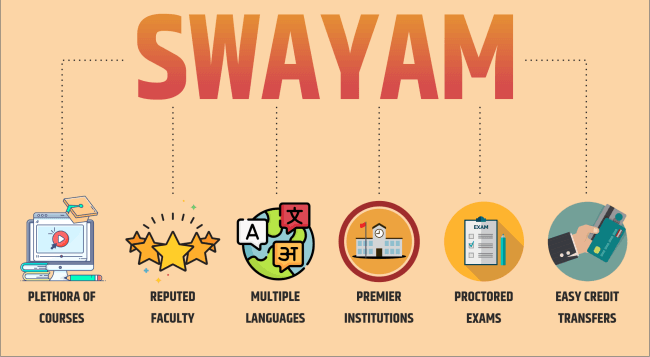 SWAYAM
A
文
अ
EXAM
PLETHORA OF
COURSES
REPUTED
FACULTY
MULTIPLE
LANGUAGES
PREMIER
INSTITUTIONS
PROCTORED
EXAMS
EASY CREDIT
TRANSFERS